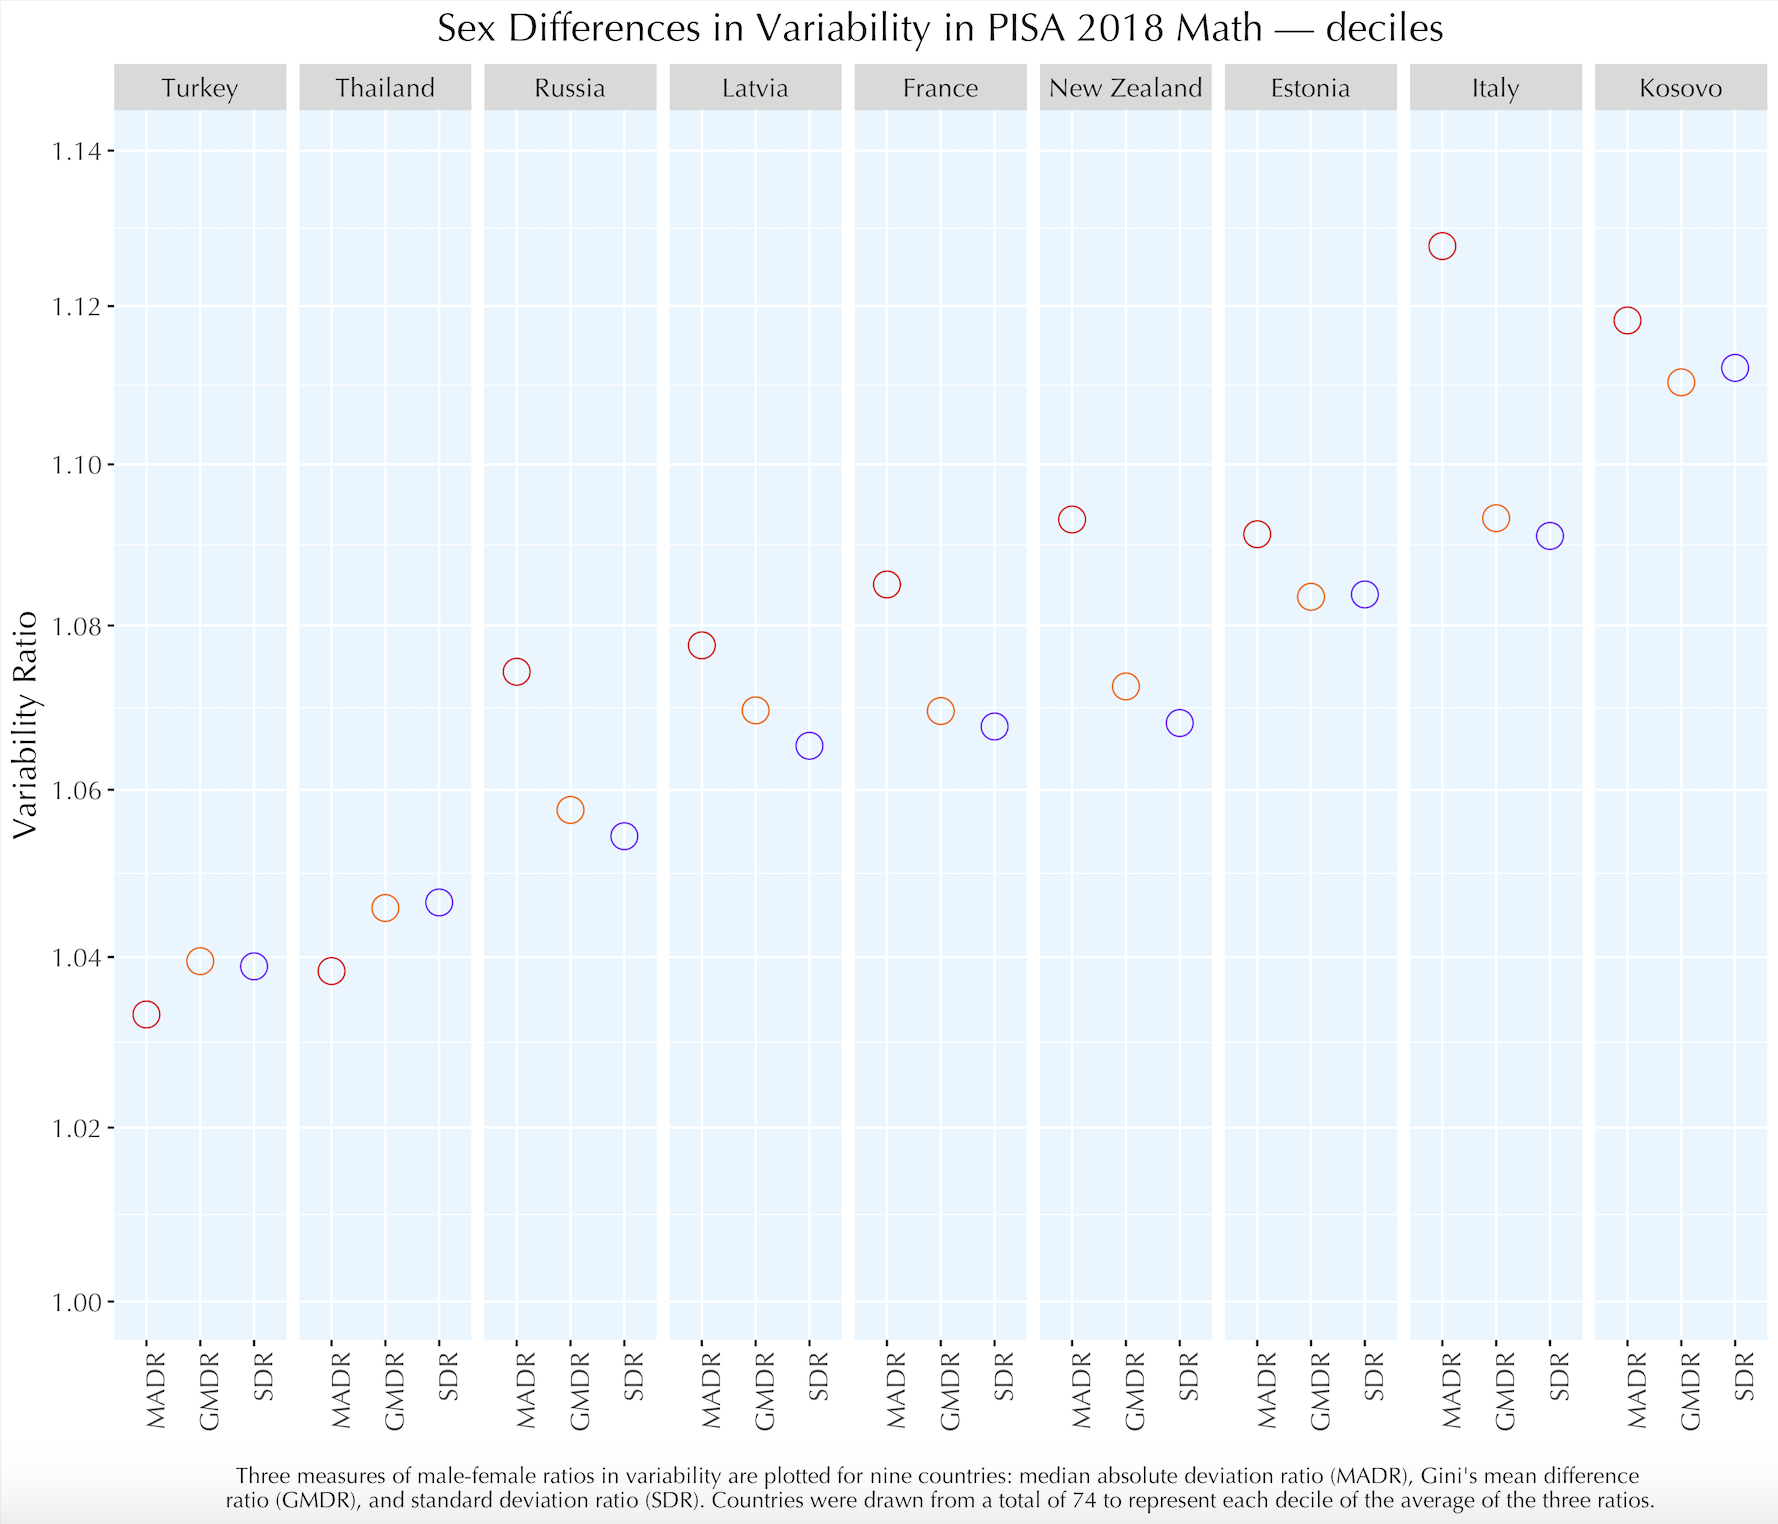 Sex Differences in Variability in PISA 2018 Math — deciles
Turkey Thailand Russia Latvia France New Zealand Estonia Italy Kosovo
1.14
1.12
1.10
1.08
1.06
1.04
1.02
1.00
Variability Ratio
MADR GMDR SDR MADR GMDR SDR MADR GMDR SDR MADR GMDR SDR MADR GMDR SDR MADR GMDR SDR MADR GMDR SDR MADR GMDR SDR MADR GMDR SDR
Three measures of male-female ratios in variability are plotted for nine countries: median absolute deviation ratio (MADR), Gini's mean difference
ratio (GMDR), and standard deviation ratio (SDR). Countries were drawn from a total of 74 to represent each decile of the average of the three ratios.